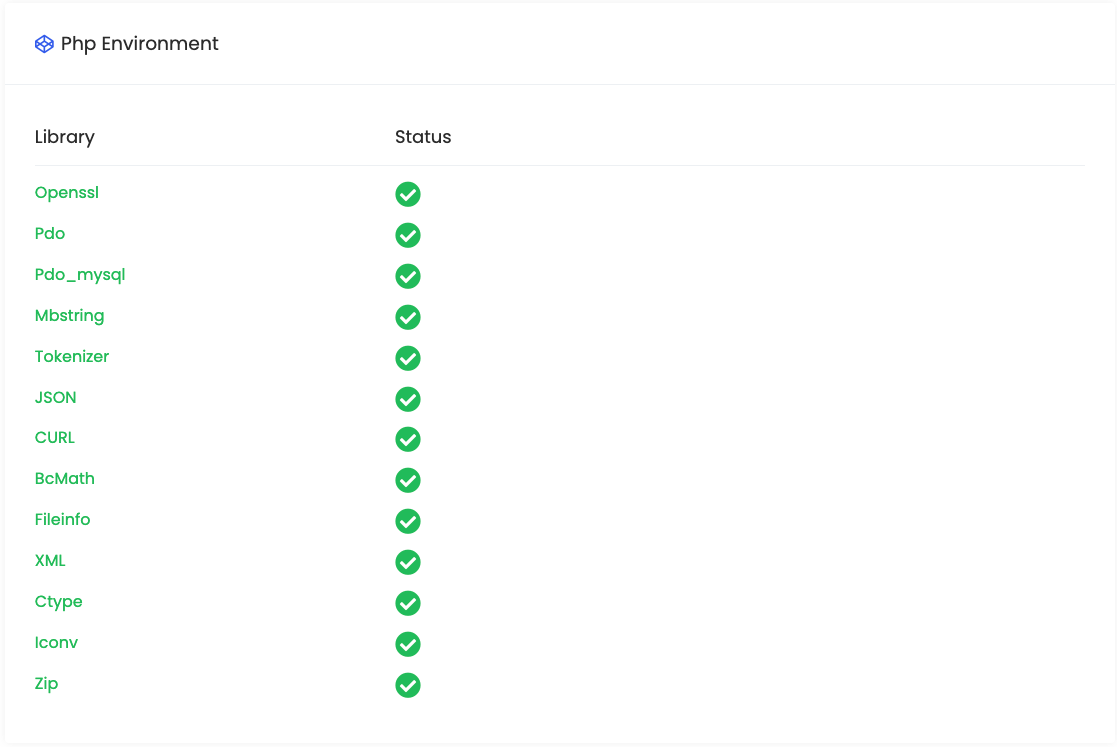 Php Environment
Library Status
Openssl
Pdo
Pdo_mysql
Mbstring
Tokenizer
JSON
CURL
BcMath
Fileinfo
XML
Ctype
Iconv
Zip